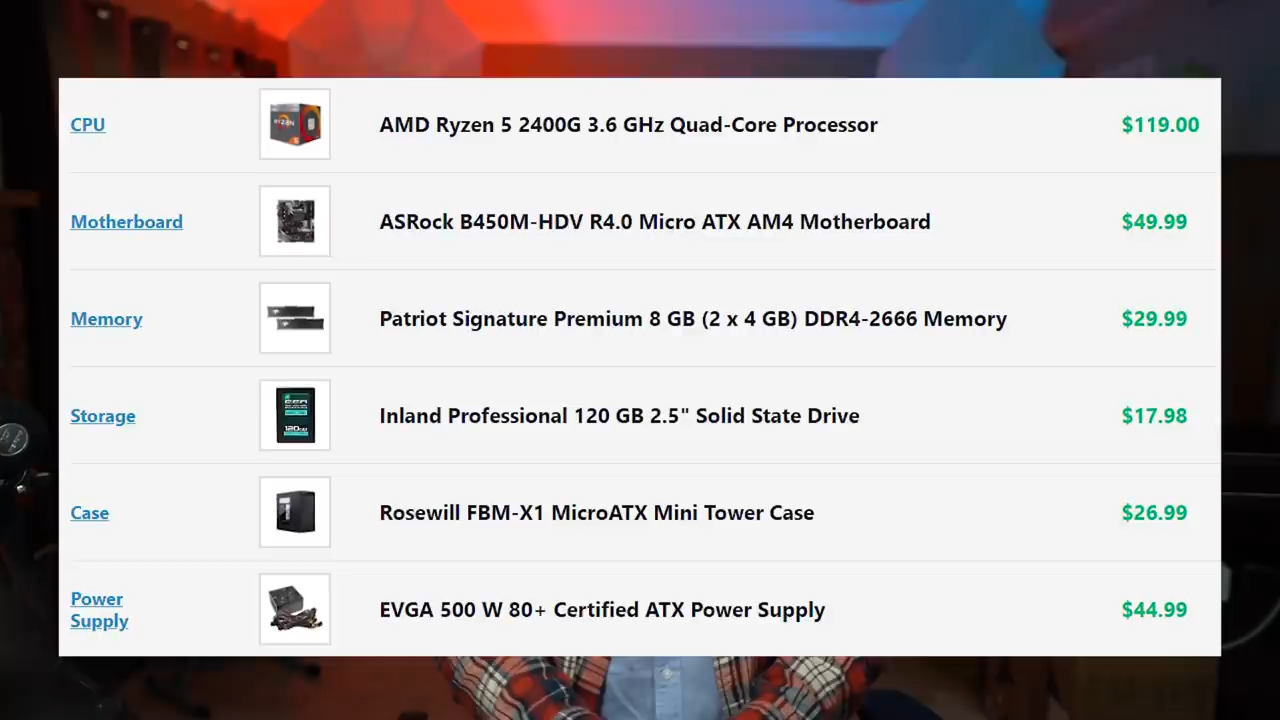 CPU
RYZEN
AMD Ryzen 5 2400G 3.6 GHz Quad-Core Processor
$119.00
Motherboard
ASRock B450M-HDV R4.0 Micro ATX AM4 Motherboard
$49.99
Memory
Patriot Signature Premium 8 GB (2 x 4 GB) DDR4-2666 Memory
$29.99
Storage
120GB
Inland Professional 120 GB 2.5" Solid State Drive
$17.98
Case
Rosewill FBM-X1 MicroATX Mini Tower Case
$26.99
Power
Supply
EVGA 500 W 80+ Certified ATX Power Supply
$44.99